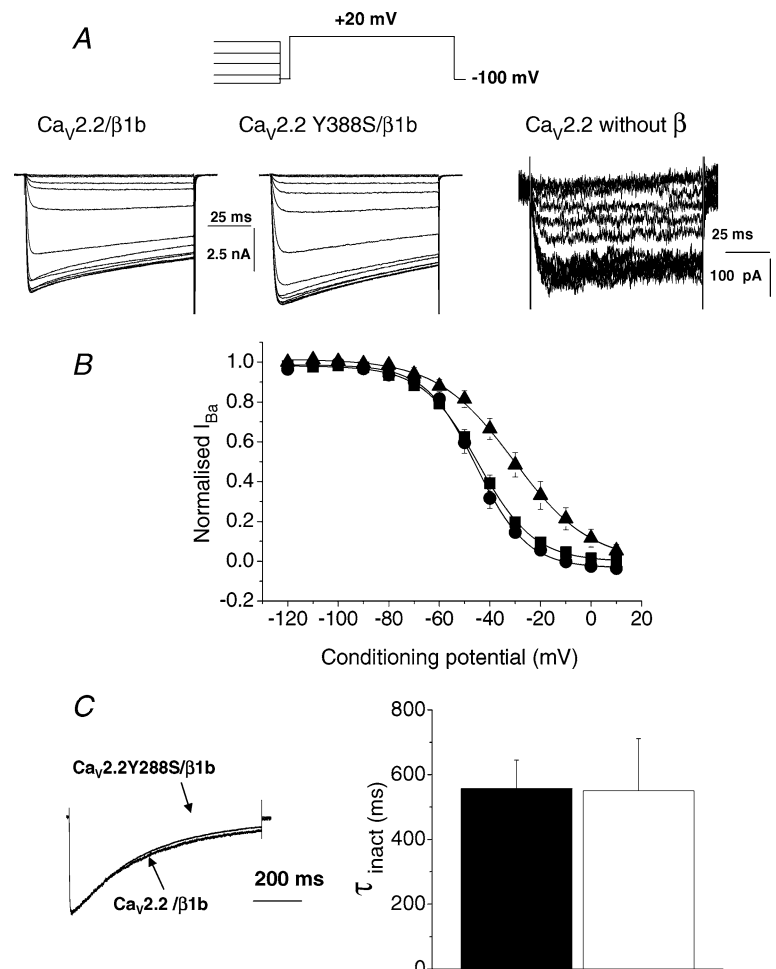 A
+20 mV
-100 mV
CaV2.2/β1b
CaV2.2 Y388S/β1b
CaV2.2 without β
25 ms
2.5 nA
25 ms
100 pA
B
Normalised IBa
1.0
0.8
0.6
0.4
0.2
0.0
-0.2
-120 -100 -80 -60 -40 -20 0 20
Conditioning potential (mV)
C
CaV2.2Y288S/β1b
CaV2.2 /β1b
200 ms
τ inact (ms)
800
600
400
200
0